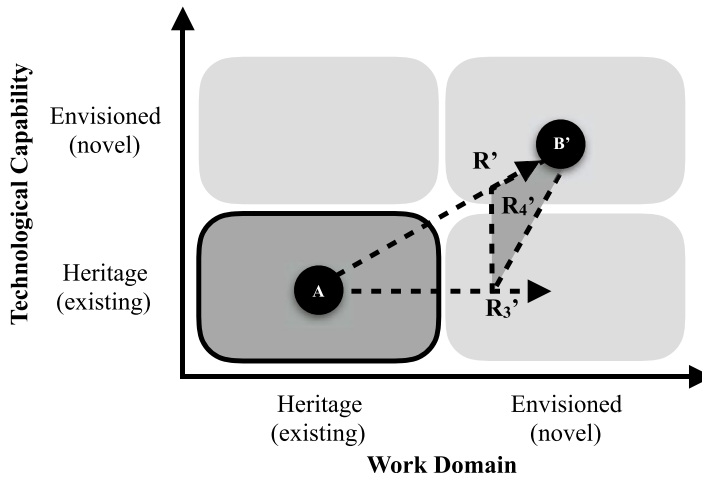 Technological Capability
Envisioned
(novel)
B’
R’
R4’
Heritage
(existing)
A
R3’
Heritage
(existing)
Envisioned
(novel)
Work Domain